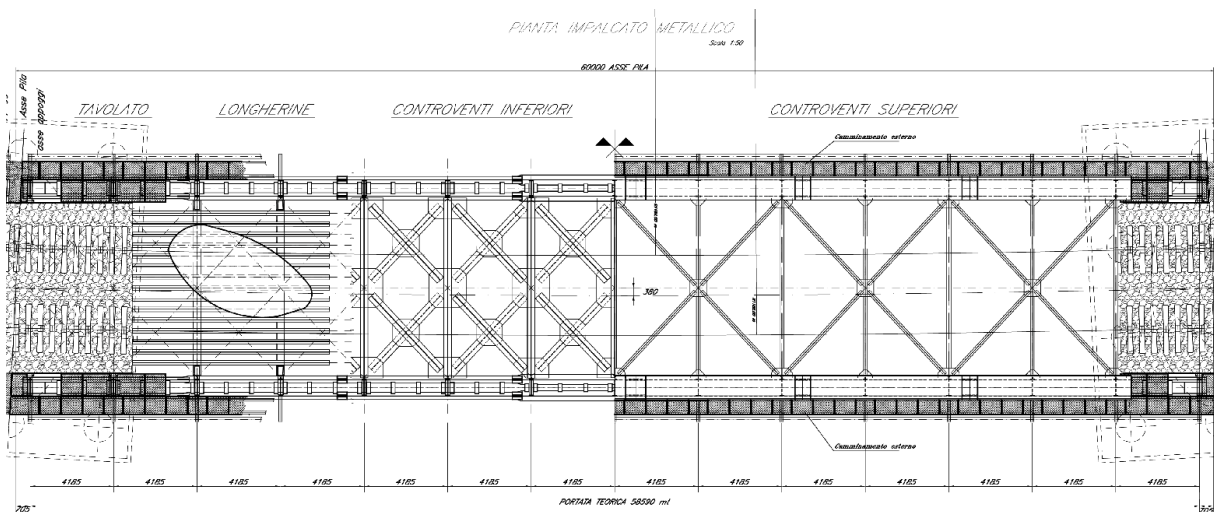 PIANTA IMPALCATO METALLICO
Scala 1:50
60000 ASSE PILA
Asse Pila
asse appoggi
TAVOLATO
LONGHERINE
CONTROVENTI INFERIORI
CONTROVENTI SUPERIORI
Camminamento esterno
380
Camminamento esterno
4185 4185 4185 4185 4185 4185 4185 4185 4185 4185 4185 4185 4185 4185
PORTATA TEORICA 58590 ml
705
705